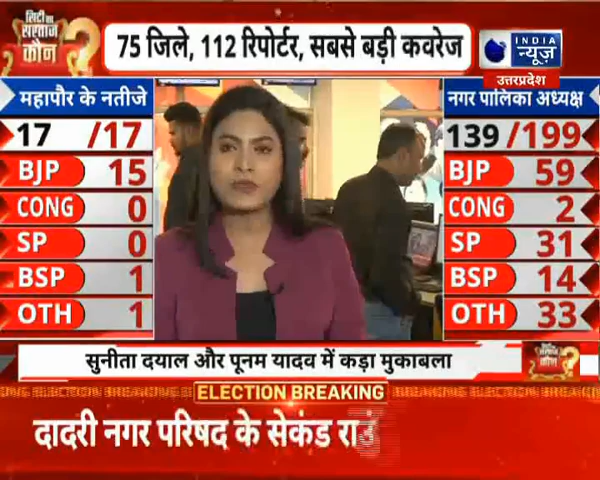 सिटी का
सरताज
कौन ?
75 जिले, 112 रिपोर्टर, सबसे बड़ी कवरेज
INDIA
न्यूज़
उत्तरप्रदेश
महापौर के नतीजे
17 /17
BJP 15
CONG 0
SP 0
BSP 1
OTH 1
नगर पालिका अध्यक्ष
139 /199
BJP 59
CONG 2
SP 31
BSP 14
OTH 33
सुनीता दयाल और पूनम यादव में कड़ा मुकाबला
ELECTION BREAKING
दादरी नगर परिषद के सेकंड राउं